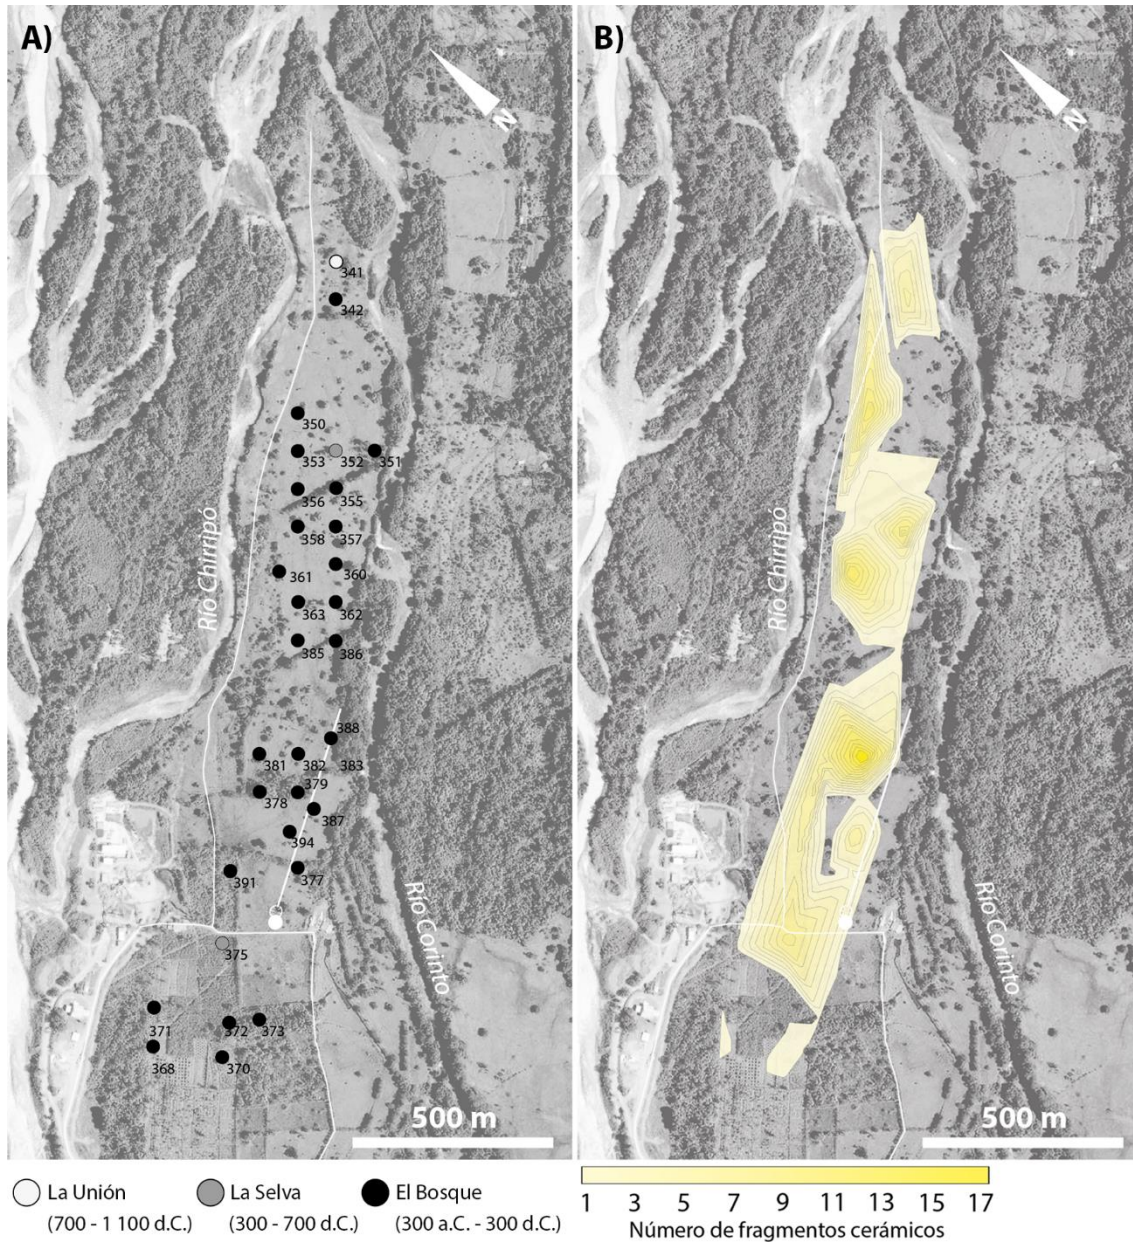 A)
N
341
342
350
353
352
351
356
355
358
357
361
360
363
362
385
386
Río Chirripó
388
381
382
383
379
378
387
394
391
377
375
Río Corinto
371
372
373
368
370
500 m
B)
N
Río Chirripó
Río Corinto
500 m
La Unión
(700 - 1 100 d.C.)
La Selva
(300 - 700 d.C.)
El Bosque
(300 a.C. - 300 d.C.)
1 3 5 7 9 11 13 15 17
Número de fragmentos cerámicos